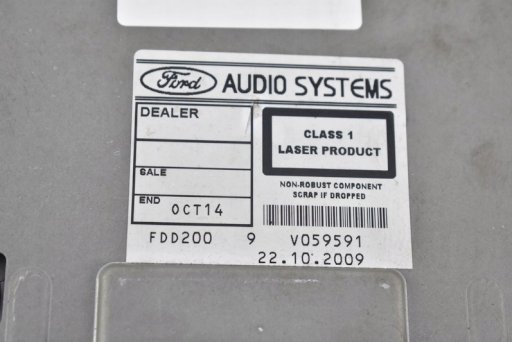 Ford AUDIO SYSTEMS
DEALER
CLASS 1
LASER PRODUCT
SALE
NON-ROBUST COMPONENT
SCRAP IF DROPPED
END OCT14
FDD200 9 V059591
22.10.2009